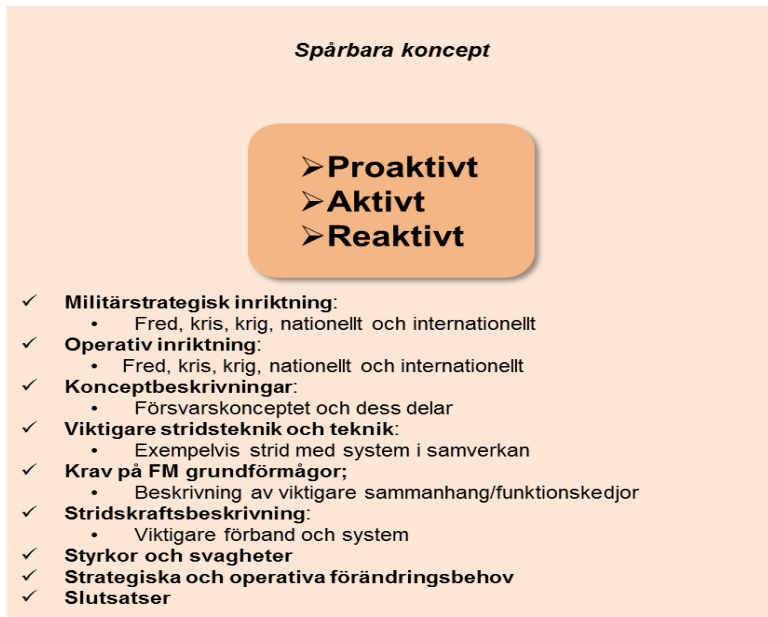 Spårbara koncept
➢Proaktivt
➢Aktivt
➢Reaktivt
✓ Militärstrategisk inriktning:
• Fred, kris, krig, nationellt och internationellt
✓ Operativ inriktning:
• Fred, kris, krig, nationellt och internationellt
✓ Konceptbeskrivningar:
• Försvarskonceptet och dess delar
✓ Viktigare stridsteknik och teknik:
• Exempelvis strid med system i samverkan
✓ Krav på FM grundförmågor;
• Beskrivning av viktigare sammanhang/funktionskedjor
✓ Stridskraftsbeskrivning:
• Viktigare förband och system
✓ Styrkor och svagheter
✓ Strategiska och operativa förändringsbehov
✓ Slutsatser